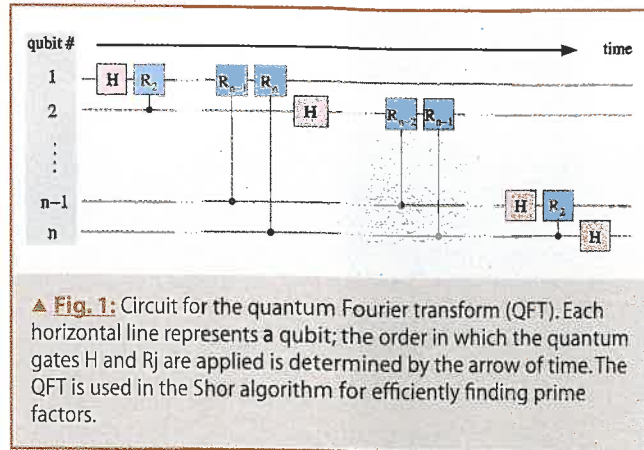 qubit # time
1 H R₂ Rₙ₋₁ Rₙ
2 H Rₙ₋₂ Rₙ₋₁
n-1 H R₂
n H
▲ Fig. 1: Circuit for the quantum Fourier transform (QFT). Each
horizontal line represents a qubit; the order in which the quantum
gates H and Rj are applied is determined by the arrow of time. The
QFT is used in the Shor algorithm for efficiently finding prime
factors.